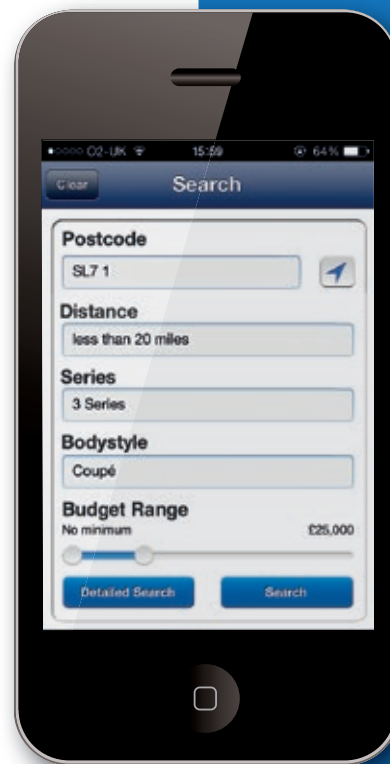 O2-UK 15:59 64%
Clear Search
Postcode
SL7 1
Distance
less than 20 miles
Series
3 Series
Bodystyle
Coupé
Budget Range
No minimum £25,000
Detailed Search Search